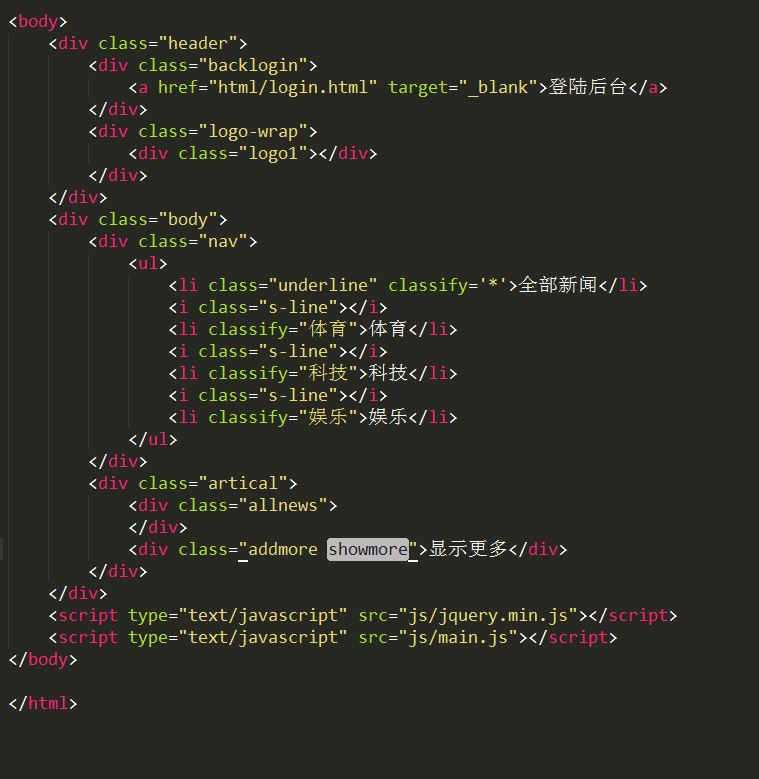 <body>
    <div class="header">
        <div class="backlogin">
            <a href="html/login.html" target="_blank">登陆后台</a>
        </div>
        <div class="logo-wrap">
            <div class="logo1"></div>
        </div>
    </div>
    <div class="body">
        <div class="nav">
            <ul>
                <li class="underline" classify='*'>全部新闻</li>
                <i class="s-line"></i>
                <li classify="体育">体育</li>
                <i class="s-line"></i>
                <li classify="科技">科技</li>
                <i class="s-line"></i>
                <li classify="娱乐">娱乐</li>
            </ul>
        </div>
        <div class="artical">
            <div class="allnews">
            </div>
            <div class="addmore showmore">显示更多</div>
        </div>
    </div>
    <script type="text/javascript" src="js/jquery.min.js"></script>
    <script type="text/javascript" src="js/main.js"></script>
</body>
</html>